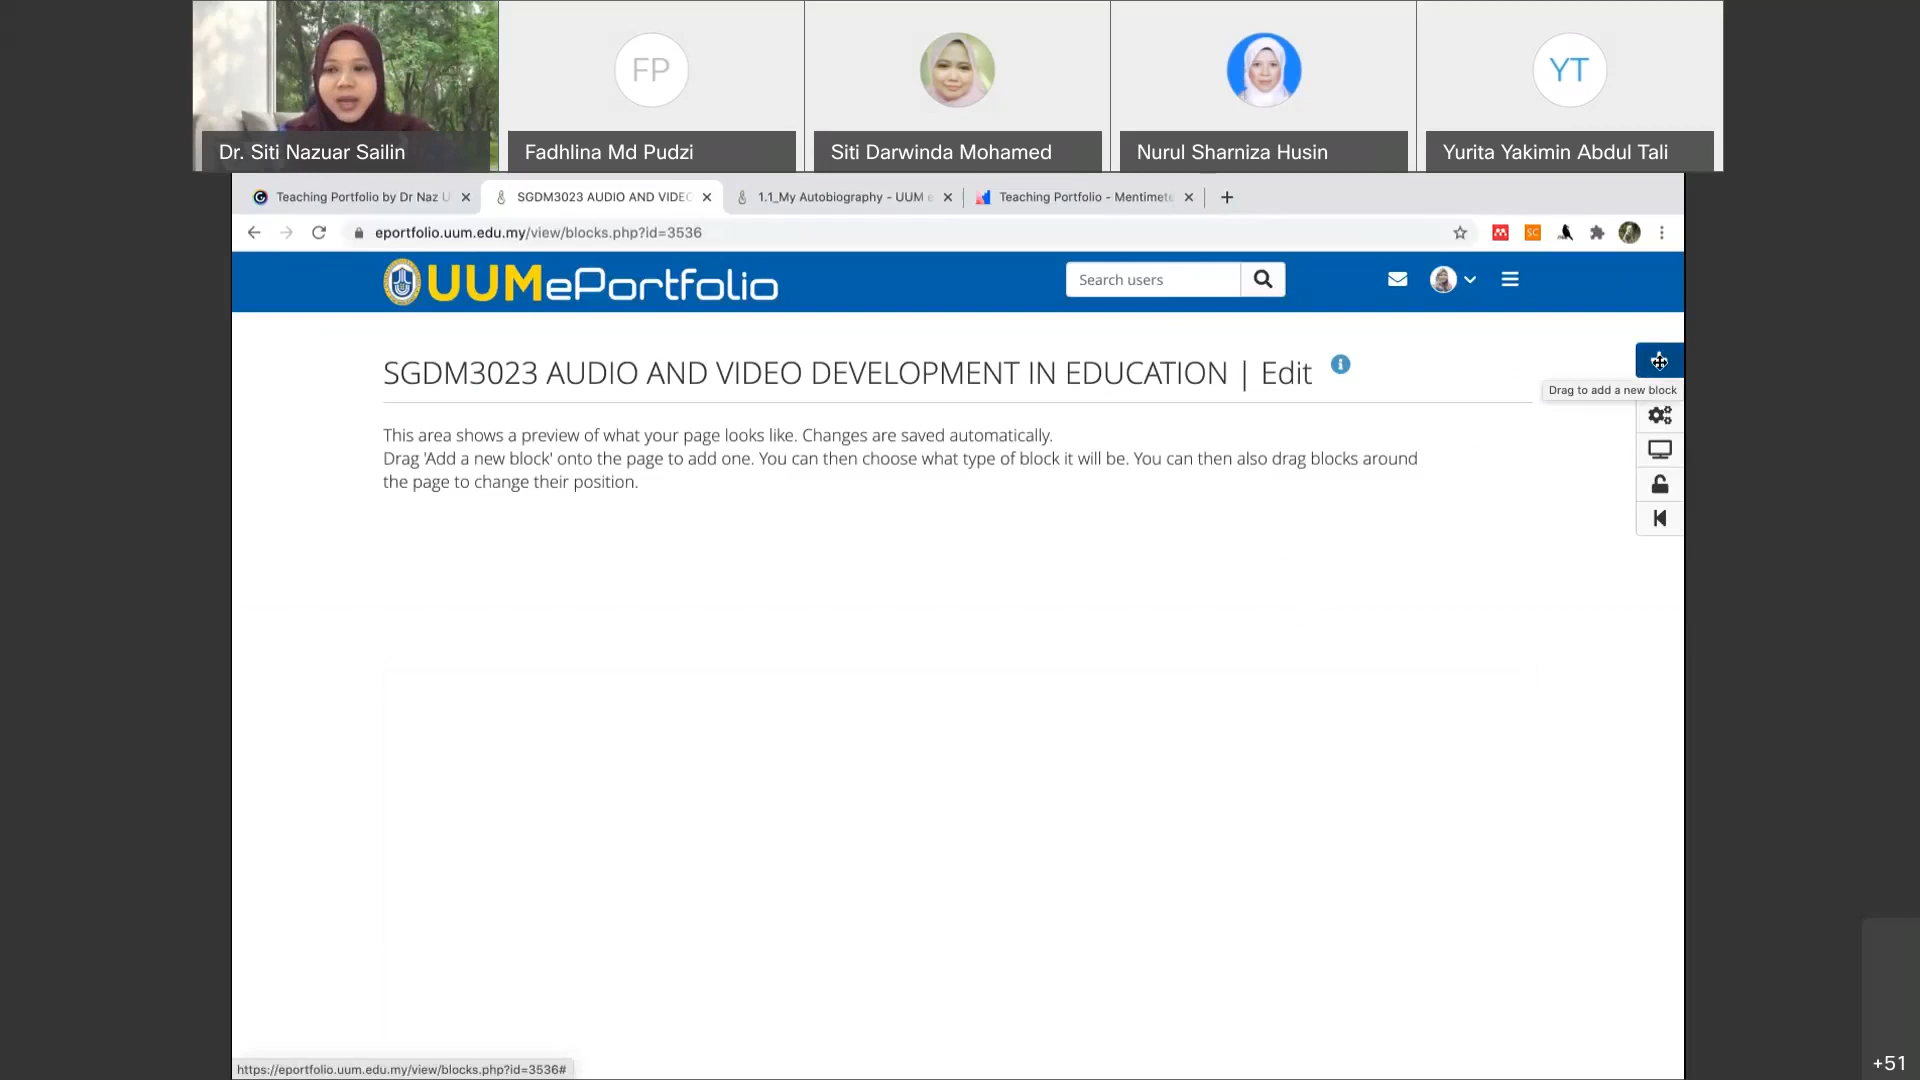 FP
YT
Dr. Siti Nazuar Sailin
Fadhlina Md Pudzi
Siti Darwinda Mohamed
Nurul Sharniza Husin
Yurita Yakimin Abdul Tali
Teaching Portfolio by Dr Naz U
SGDM3023 AUDIO AND VIDEO
1.1_My Autobiography - UUM e
Teaching Portfolio - Mentimete
eportfolio.uum.edu.my/view/blocks.php?id=3536
SC
UUMePortfolio
Search users
SGDM3023 AUDIO AND VIDEO DEVELOPMENT IN EDUCATION | Edit
Drag to add a new block
This area shows a preview of what your page looks like. Changes are saved automatically.
Drag 'Add a new block' onto the page to add one. You can then choose what type of block it will be. You can then also drag blocks around
the page to change their position.
https://eportfolio.uum.edu.my/view/blocks.php?id=3536#
+51